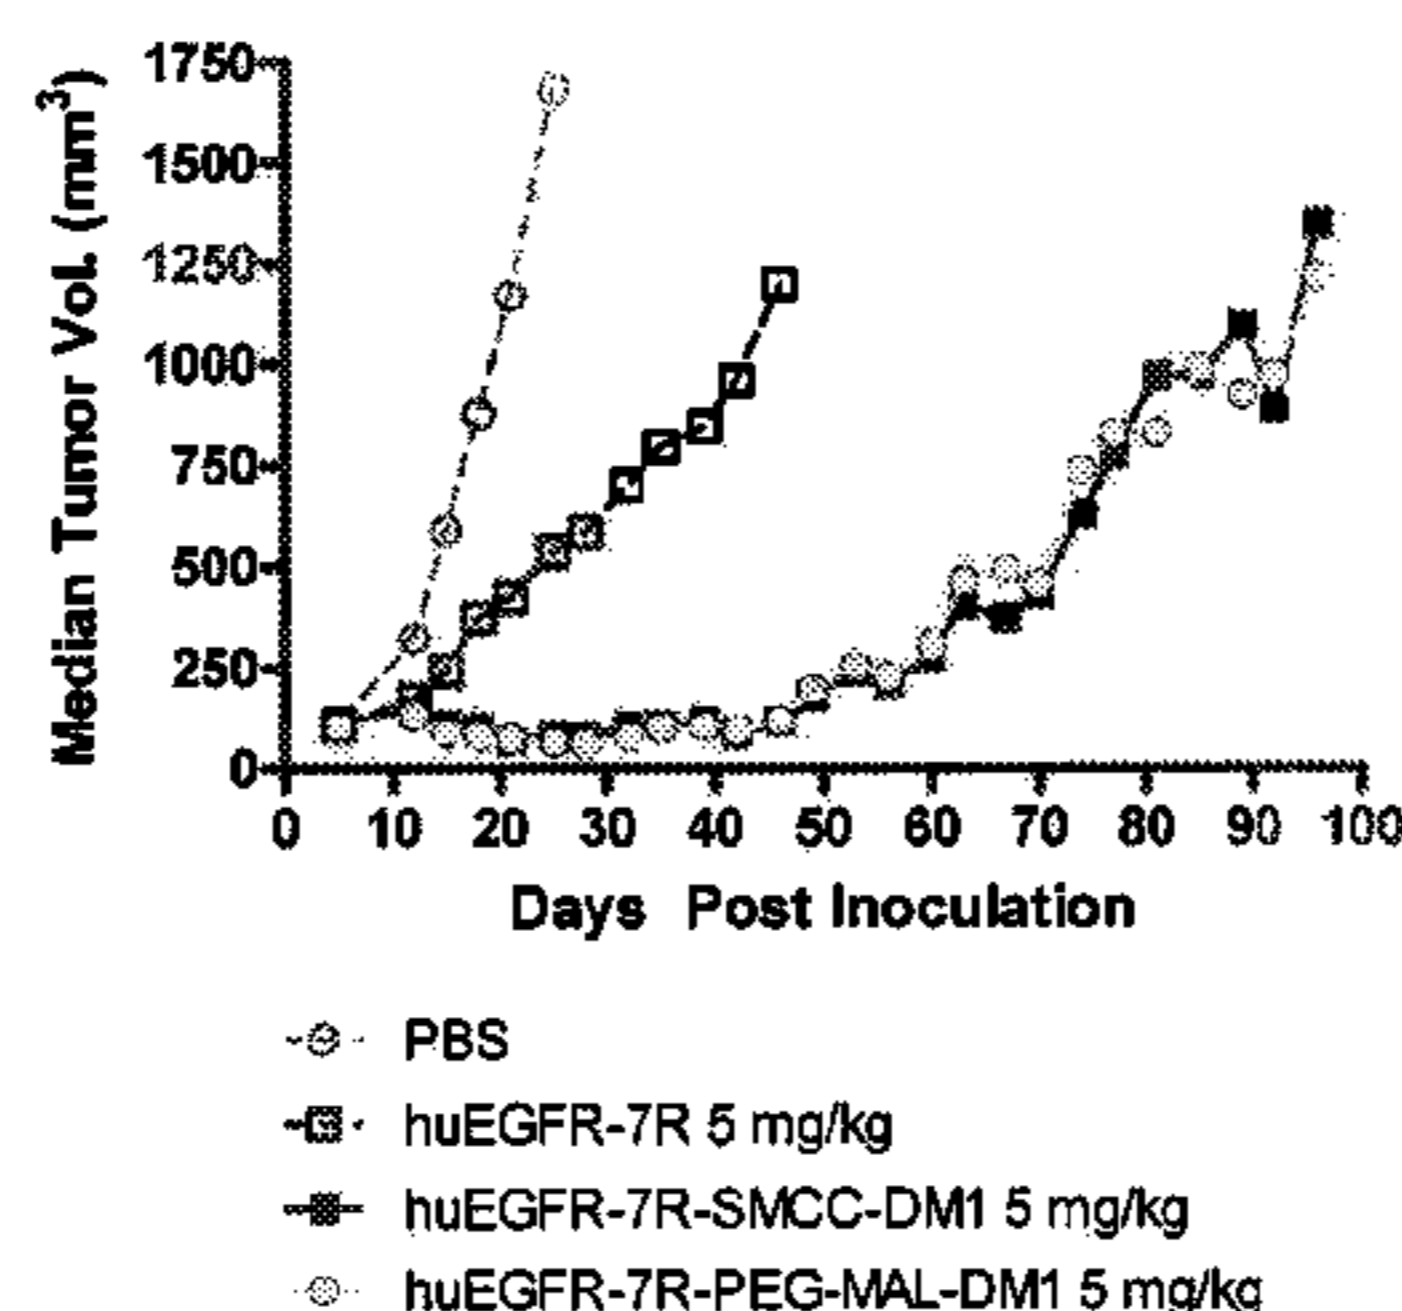 Median Tumor Vol. (mm³)
1750
1500
1250
1000
750
500
250
0
0 10 20 30 40 50 60 70 80 90 100
Days Post Inoculation
PBS
huEGFR-7R 5 mg/kg
huEGFR-7R-SMCC-DM1 5 mg/kg
huEGFR-7R-PEG-MAL-DM1 5 mg/kg